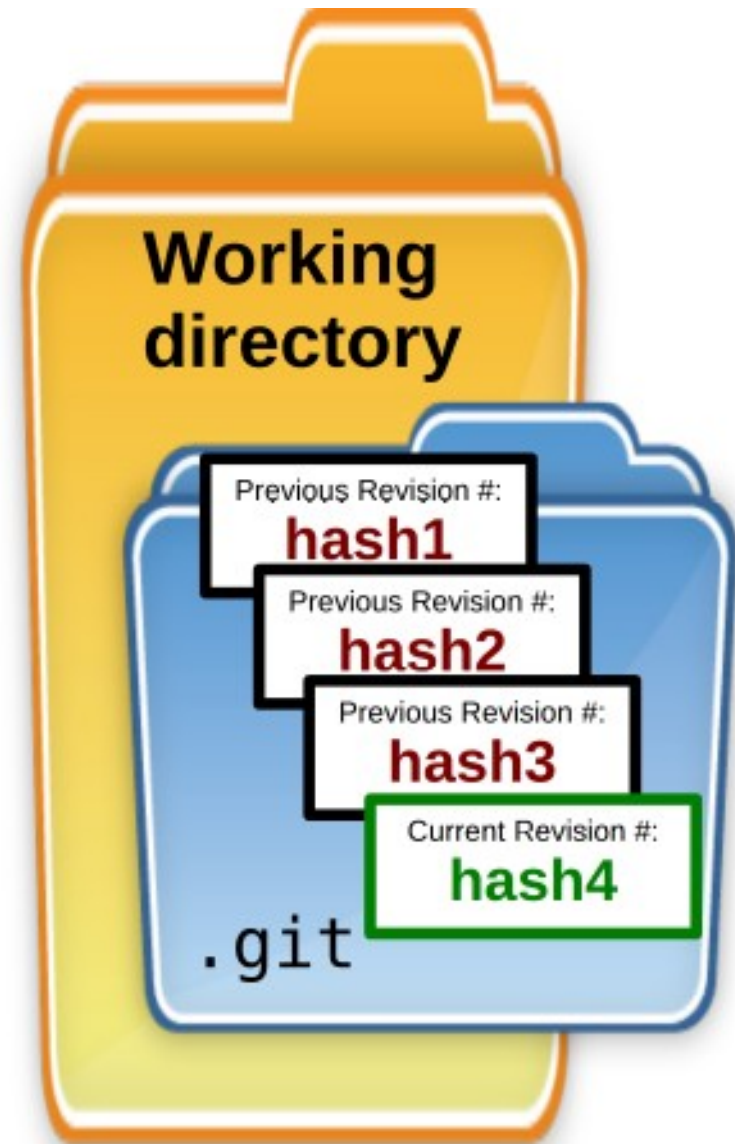 Working
directory
Previous Revision #:
hash1
Previous Revision #:
hash2
Previous Revision #:
hash3
Current Revision #:
hash4
.git